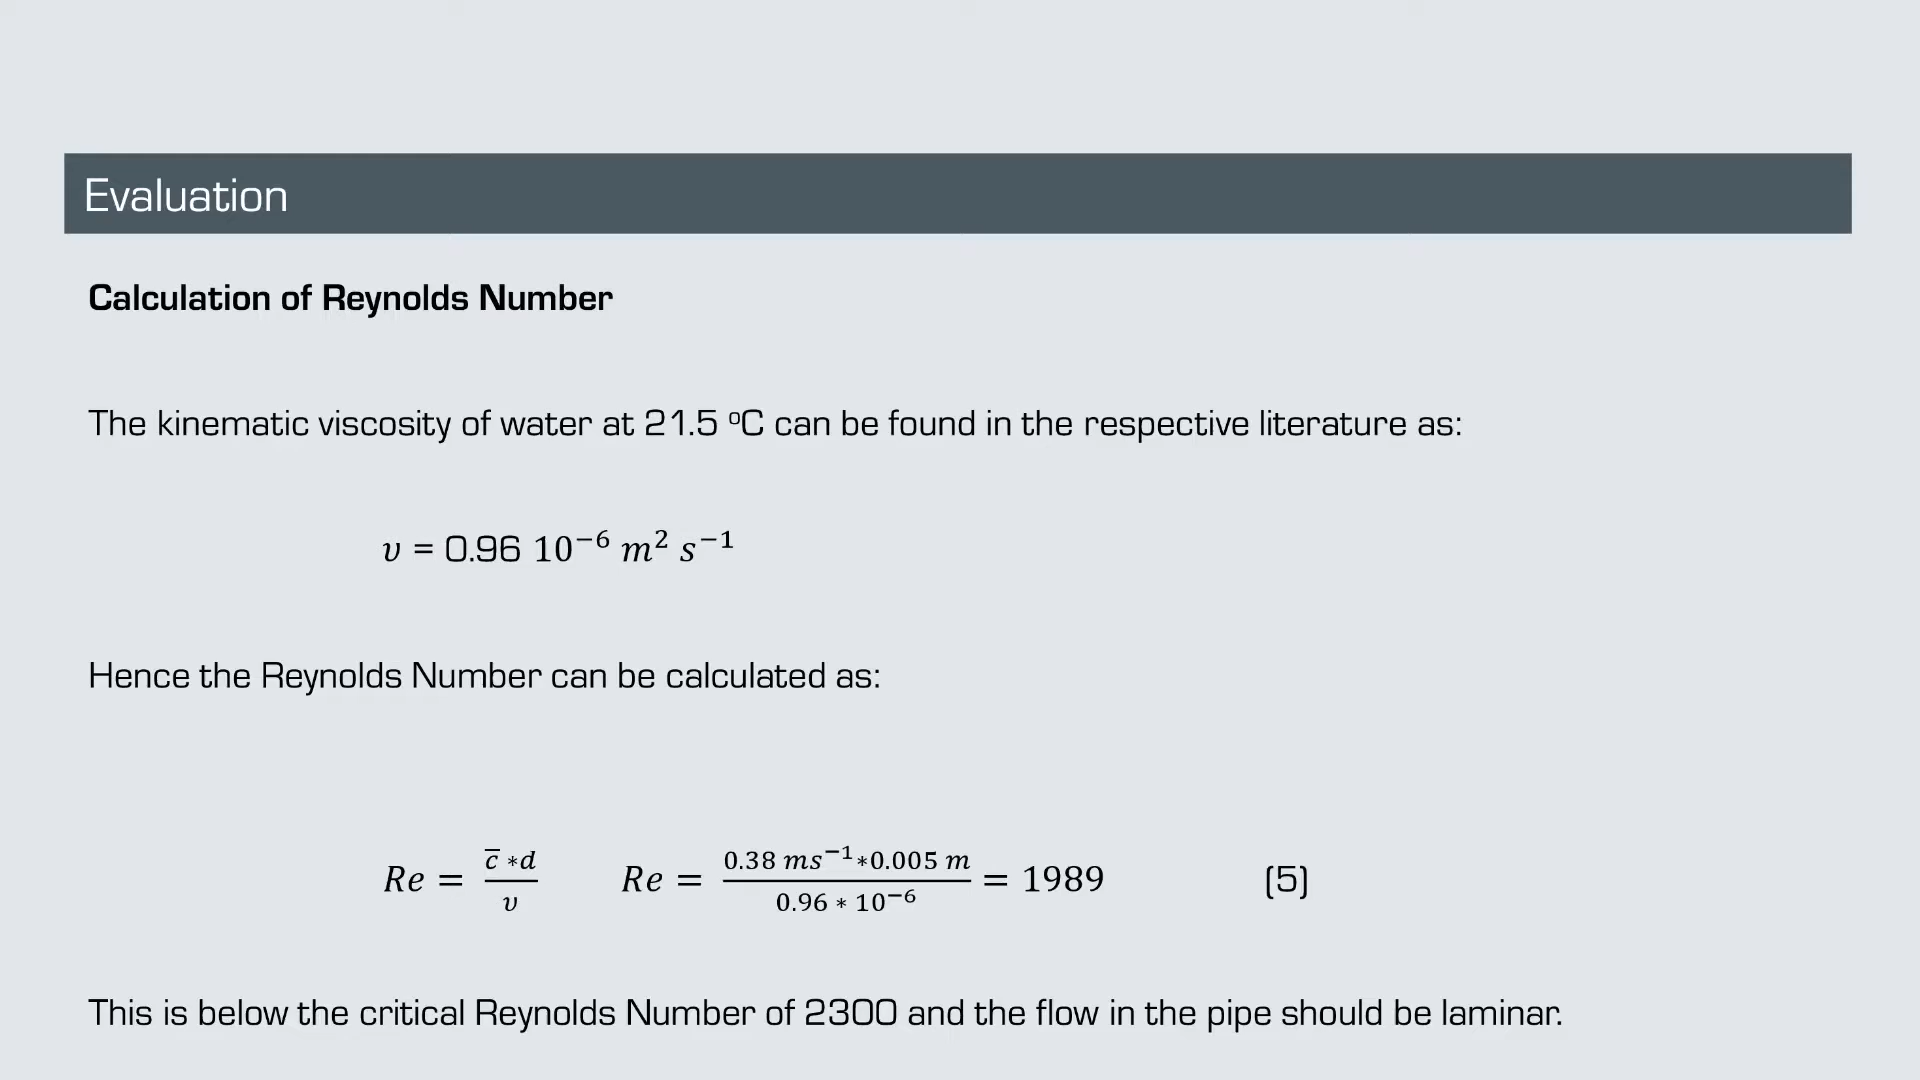 Evaluation
Calculation of Reynolds Number
The kinematic viscosity of water at 21.5 ºC can be found in the respective literature as:
υ = 0.96 10⁻⁶ m² s⁻¹
Hence the Reynolds Number can be calculated as:
Re = c̅ *d / υ    Re = 0.38 ms⁻¹*0.005 m / 0.96 * 10⁻⁶ = 1989    (5)
This is below the critical Reynolds Number of 2300 and the flow in the pipe should be laminar.